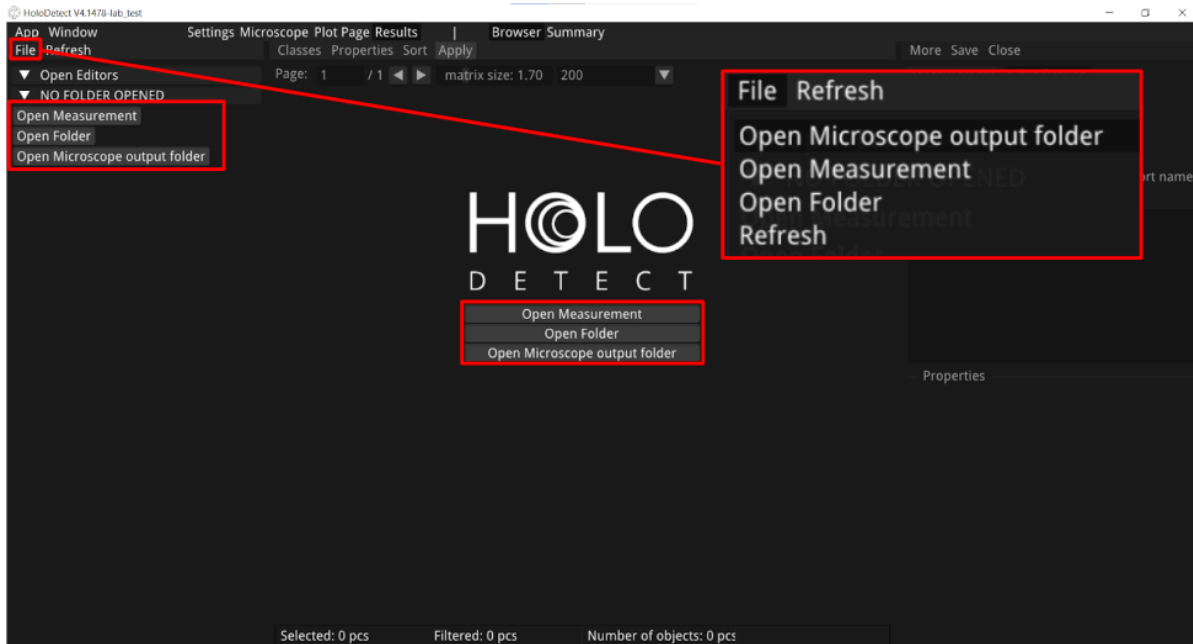 HoloDetect V4.1478-lab_test
App Window Settings Microscope Plot Page Results | Browser Summary
File Refresh Classes Properties Sort Apply More Save Close
Open Editors
Page: 1 / 1 matrix size: 1.70 200
NO FOLDER OPENED
Open Measurement
Open Folder
Open Microscope output folder
File Refresh
Open Microscope output folder
Open Measurement
Open Folder
Refresh
ort name
HOLO
DETECT
Open Measurement
Open Folder
Open Microscope output folder
Properties
Selected: 0 pcs Filtered: 0 pcs Number of objects: 0 pcs